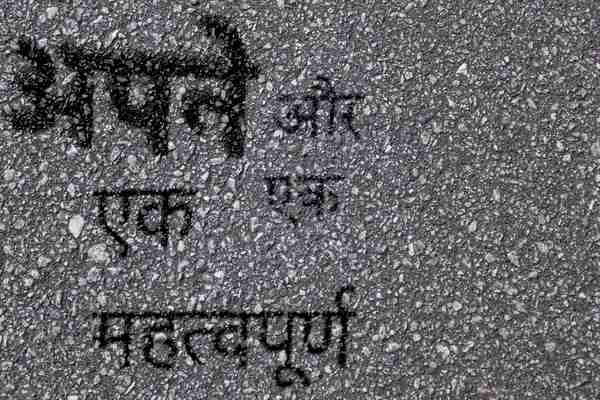 अपने और
एक एक
महत्वपूर्ण